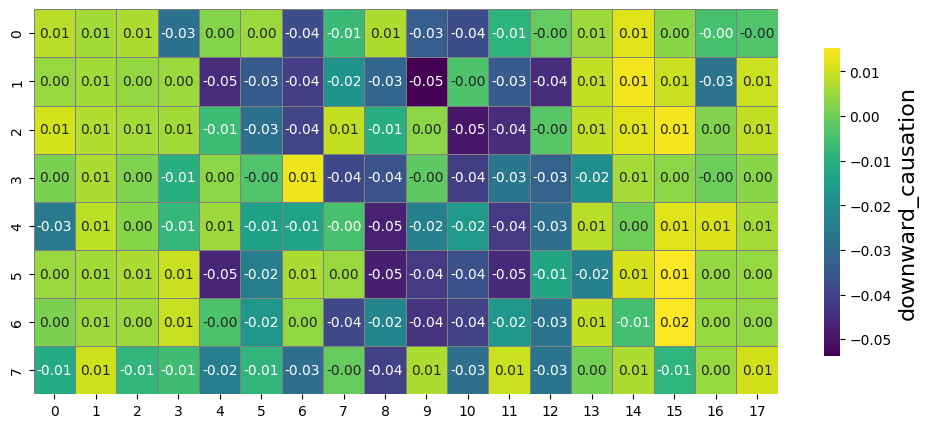 0 0.01 0.01 0.01 -0.03 0.00 0.00 -0.04 -0.01 0.01 -0.03 -0.04 -0.01 -0.00 0.01 0.01 0.00 -0.00 -0.00
1 0.00 0.01 0.00 0.00 -0.05 -0.03 -0.04 -0.02 -0.03 -0.05 -0.00 -0.03 -0.04 0.01 0.01 0.01 -0.03 0.01
2 0.01 0.01 0.01 0.01 -0.01 -0.03 -0.04 0.01 -0.01 0.00 -0.05 -0.04 -0.00 0.01 0.01 0.01 0.00 0.01
3 0.00 0.01 0.00 -0.01 0.00 -0.00 0.01 -0.04 -0.04 -0.00 -0.04 -0.03 -0.03 -0.02 0.01 0.00 -0.00 0.00
4 -0.03 0.01 0.00 -0.01 0.01 -0.01 -0.01 -0.00 -0.05 -0.02 -0.02 -0.04 -0.03 0.01 0.00 0.01 0.01 0.01
5 0.00 0.01 0.01 0.01 -0.05 -0.02 0.01 0.00 -0.05 -0.04 -0.04 -0.05 -0.01 -0.02 0.01 0.01 0.00 0.00
6 0.00 0.01 0.00 0.01 -0.00 -0.02 0.00 -0.04 -0.02 -0.04 -0.04 -0.02 -0.03 0.01 -0.01 0.02 0.00 0.00
7 -0.01 0.01 -0.01 -0.01 -0.02 -0.01 -0.03 -0.00 -0.04 0.01 -0.03 0.01 -0.03 0.00 0.01 -0.01 0.00 0.01
0 1 2 3 4 5 6 7 8 9 10 11 12 13 14 15 16 17
0.01
0.00
−0.01
−0.02
−0.03
−0.04
−0.05
downward_causation